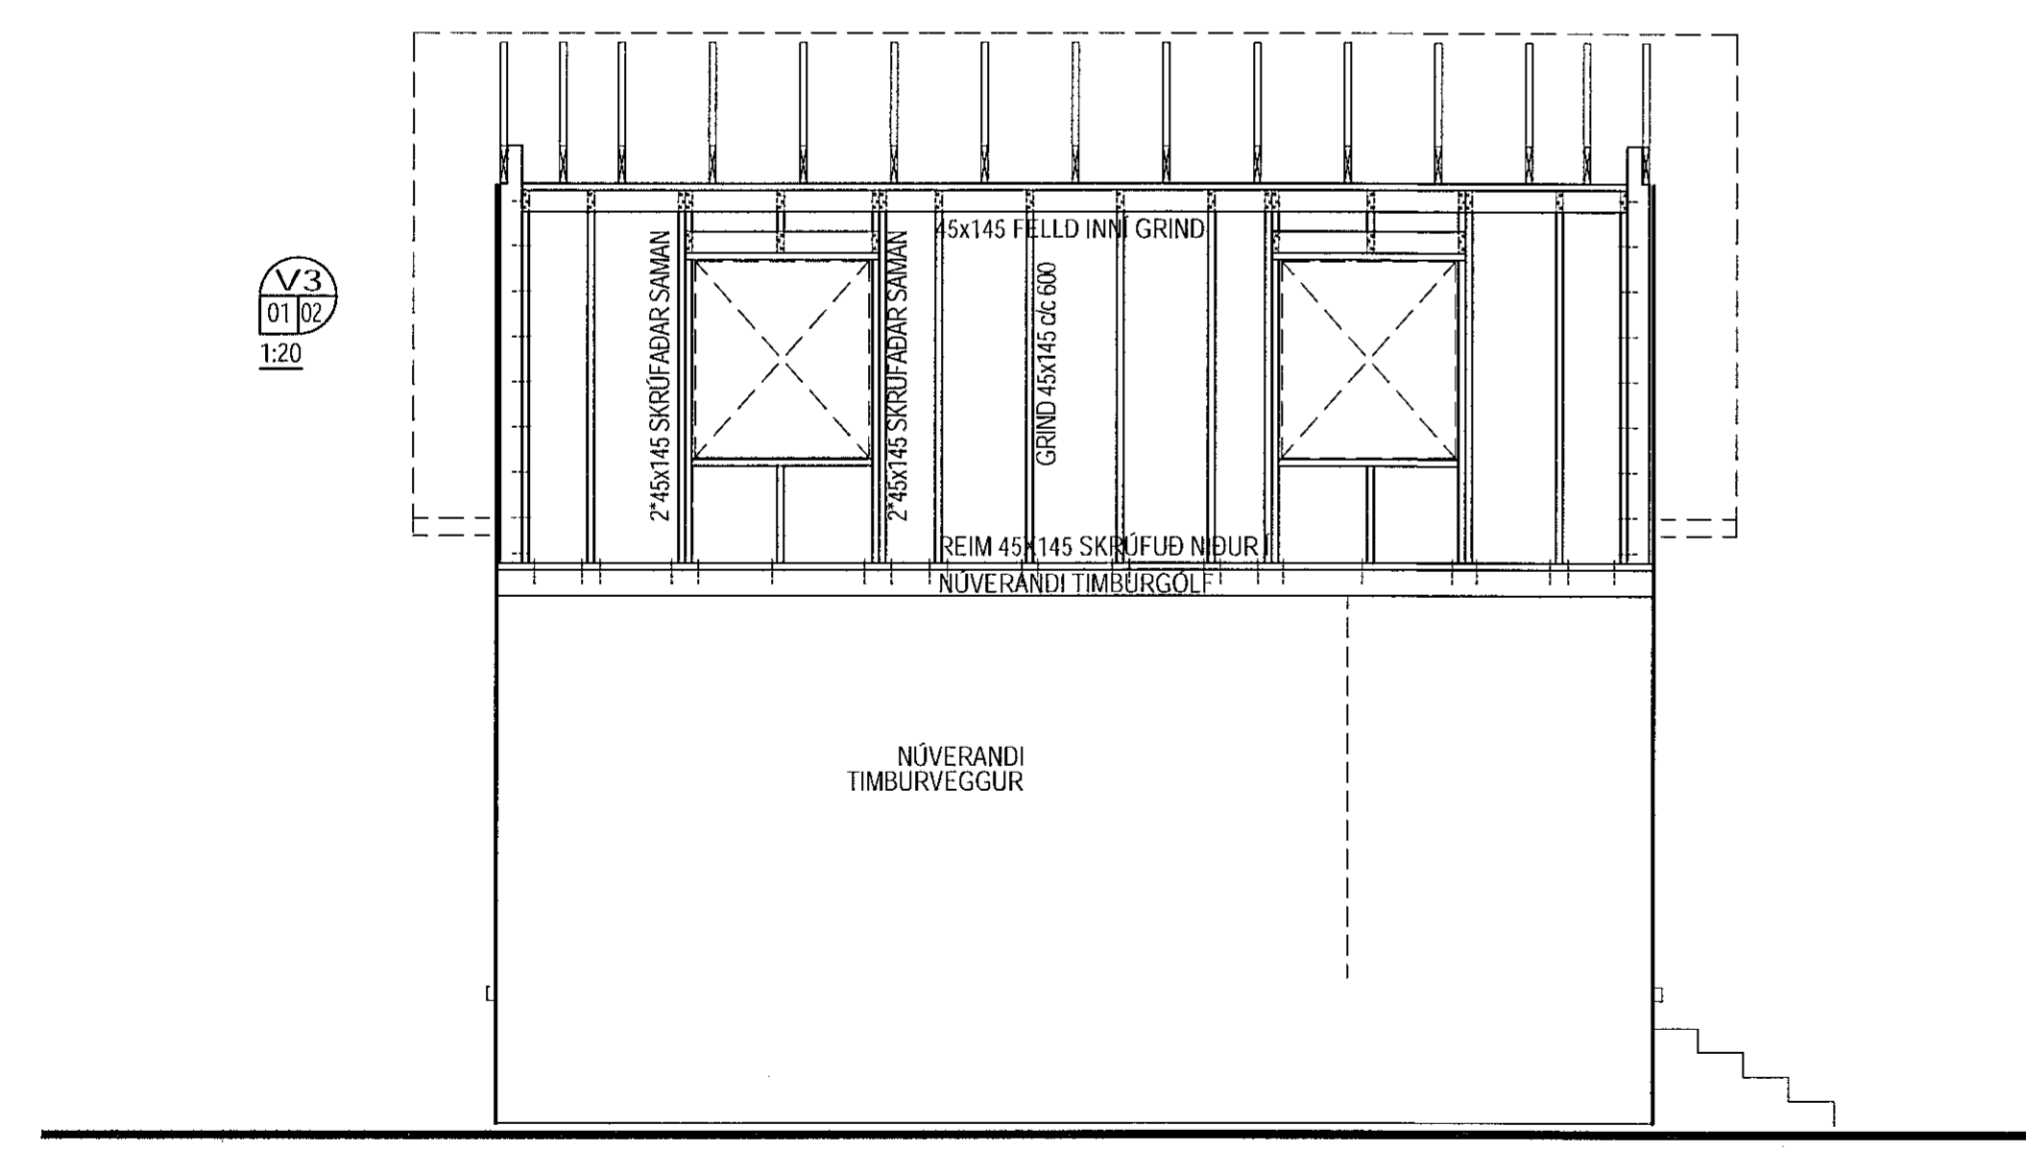 V3
01 02
1:20
45x145 FELLD INNÍ GRIND
2*45x145 SKRÚFAÐAR SAMAN
2*45x145 SKRÚFAÐAR SAMAN
GRIND 45x145 c/c 600
REIM 45X145 SKRÚFUÐ NIÐUR Í
NÚVERANDI TIMBURGÓLF
NÚVERANDI
TIMBURVEGGUR